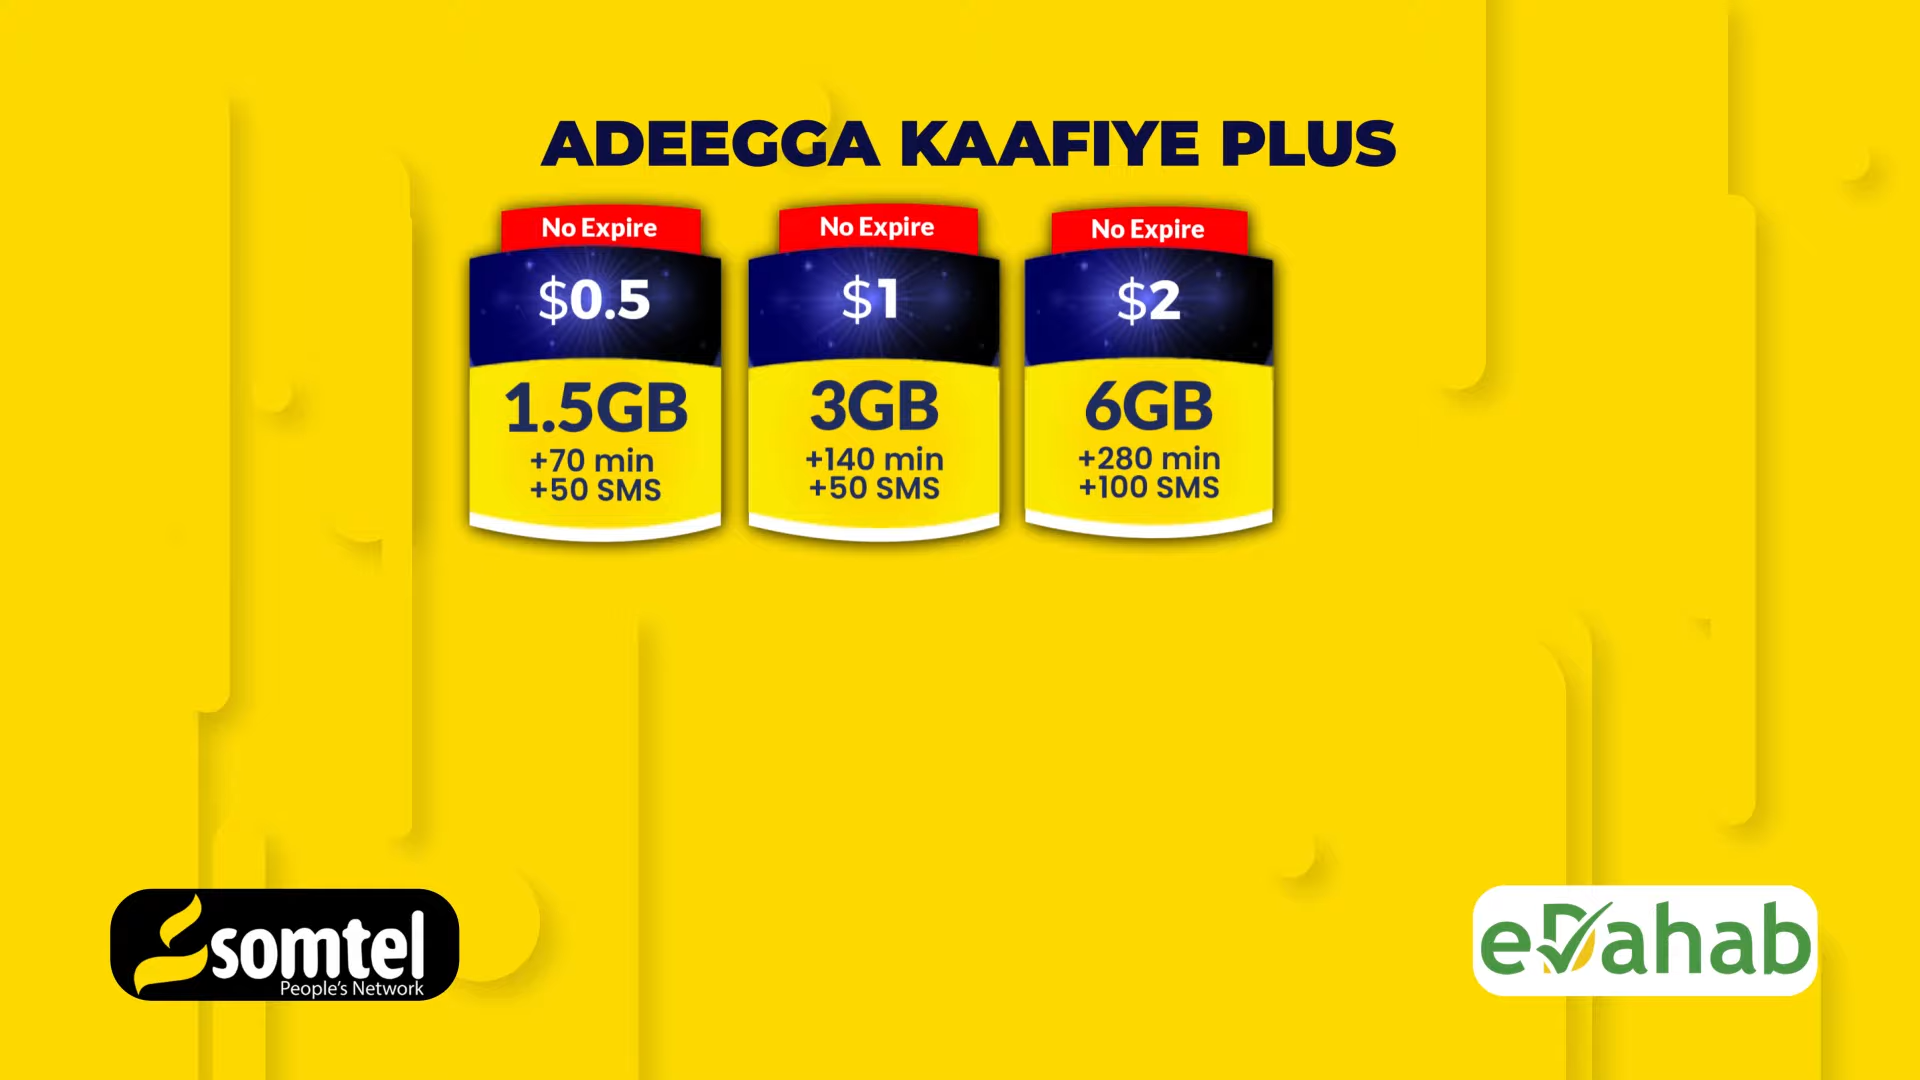 ADEEGGA KAAFIYE PLUS
No Expire
$0.5
1.5GB
+70 min
+50 SMS
No Expire
$1
3GB
+140 min
+50 SMS
No Expire
$2
6GB
+280 min
+100 SMS
somtel
People's Network
eDahab